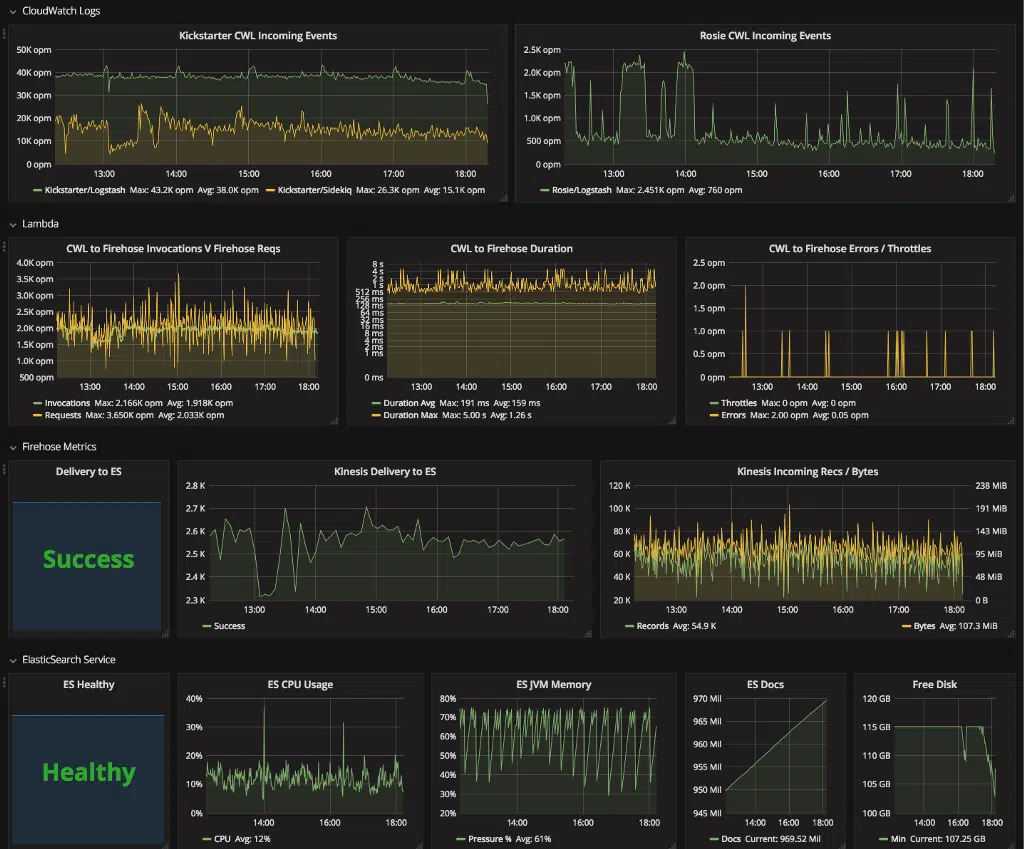 CloudWatch Logs
Kickstarter CWL Incoming Events
50K opm
40K opm
30K opm
20K opm
10K opm
0 opm
13:00 14:00 15:00 16:00 17:00 18:00
Kickstarter/Logstash Max: 43.2K opm Avg: 38.0K opm Kickstarter/Sidekiq Max: 26.3K opm Avg: 15.1K opm
Rosie CWL Incoming Events
2.5K opm
2.0K opm
1.5K opm
1.0K opm
500 opm
0 opm
13:00 14:00 15:00 16:00 17:00 18:00
Rosie/Logstash Max: 2.451K opm Avg: 760 opm
Lambda
CWL to Firehose Invocations V Firehose Reqs
4.0K opm
3.5K opm
3.0K opm
2.5K opm
2.0K opm
1.5K opm
1.0K opm
500 opm
13:00 14:00 15:00 16:00 17:00 18:00
Invocations Max: 2.166K opm Avg: 1.918K opm
Requests Max: 3.650K opm Avg: 2.033K opm
CWL to Firehose Duration
8 s
4 s
2 s
1 s
512 ms
256 ms
128 ms
64 ms
32 ms
16 ms
8 ms
4 ms
2 ms
1 ms
0 ms
13:00 14:00 15:00 16:00 17:00 18:00
Duration Avg Max: 191 ms Avg: 159 ms
Duration Max Max: 5.00 s Avg: 1.26 s
CWL to Firehose Errors / Throttles
2.5 opm
2.0 opm
1.5 opm
1.0 opm
0.5 opm
0 opm
13:00 14:00 15:00 16:00 17:00 18:00
Throttles Max: 0 opm Avg: 0 opm
Errors Max: 2.00 opm Avg: 0.05 opm
Firehose Metrics
Delivery to ES
Success
Kinesis Delivery to ES
2.8 K
2.7 K
2.6 K
2.5 K
2.4 K
2.3 K
13:00 14:00 15:00 16:00 17:00 18:00
Success
Kinesis Incoming Recs / Bytes
120 K 238 MiB
100 K 191 MiB
80 K 143 MiB
60 K 95 MiB
40 K 48 MiB
20 K 0 B
13:00 14:00 15:00 16:00 17:00 18:00
Records Avg: 54.9 K Bytes Avg: 107.3 MiB
ElasticSearch Service
ES Healthy
Healthy
ES CPU Usage
40%
30%
20%
10%
0%
14:00 16:00 18:00
CPU Avg: 12%
ES JVM Memory
80%
70%
60%
50%
40%
30%
20%
14:00 16:00 18:00
Pressure % Avg: 61%
ES Docs
970 Mil
965 Mil
960 Mil
955 Mil
950 Mil
945 Mil
14:00 16:00 18:00
Docs Current: 969.52 Mil
Free Disk
120 GB
115 GB
110 GB
105 GB
100 GB
14:00 16:00 18:00
Min Current: 107.25 GB